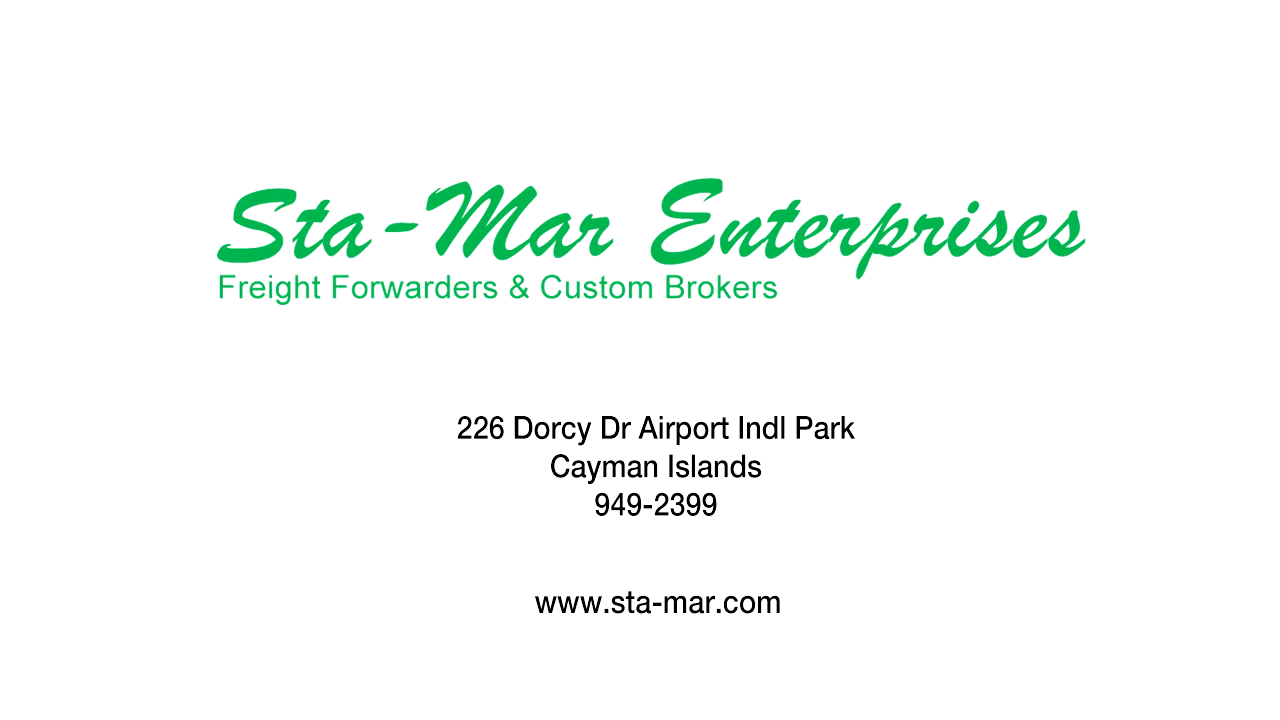 Sta-Mar Enterprises
Freight Forwarders & Custom Brokers
226 Dorcy Dr Airport Indl Park
Cayman Islands
949-2399
www.sta-mar.com